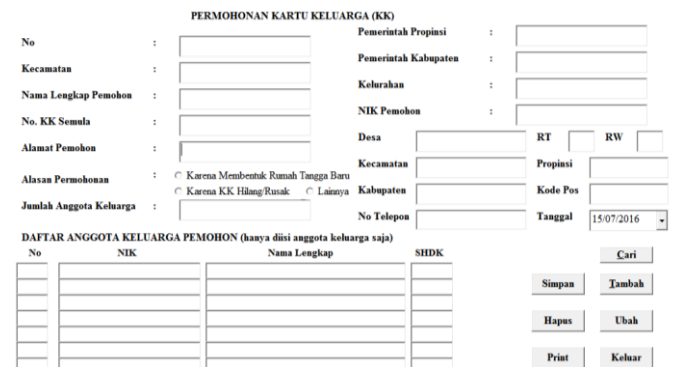 PERMOHONAN KARTU KELUARGA (KK)
No :
Kecamatan :
Nama Lengkap Pemohon :
No. KK Semula :
Alamat Pemohon :
Alasan Permohonan : Karena Membentuk Rumah Tangga Baru
Karena KK Hilang/Rusak Lainnya
Jumlah Anggota Keluarga :
Pemerintah Propinsi :
Pemerintah Kabupaten :
Kelurahan :
NIK Pemohon :
Desa RT RW
Kecamatan Propinsi
Kabupaten Kode Pos
No Telepon Tanggal 15/07/2016
DAFTAR ANGGOTA KELUARGA PEMOHON (hanya diisi anggota keluarga saja)
No NIK Nama Lengkap SHDK
Cari
Simpan Tambah
Hapus Ubah
Print Keluar